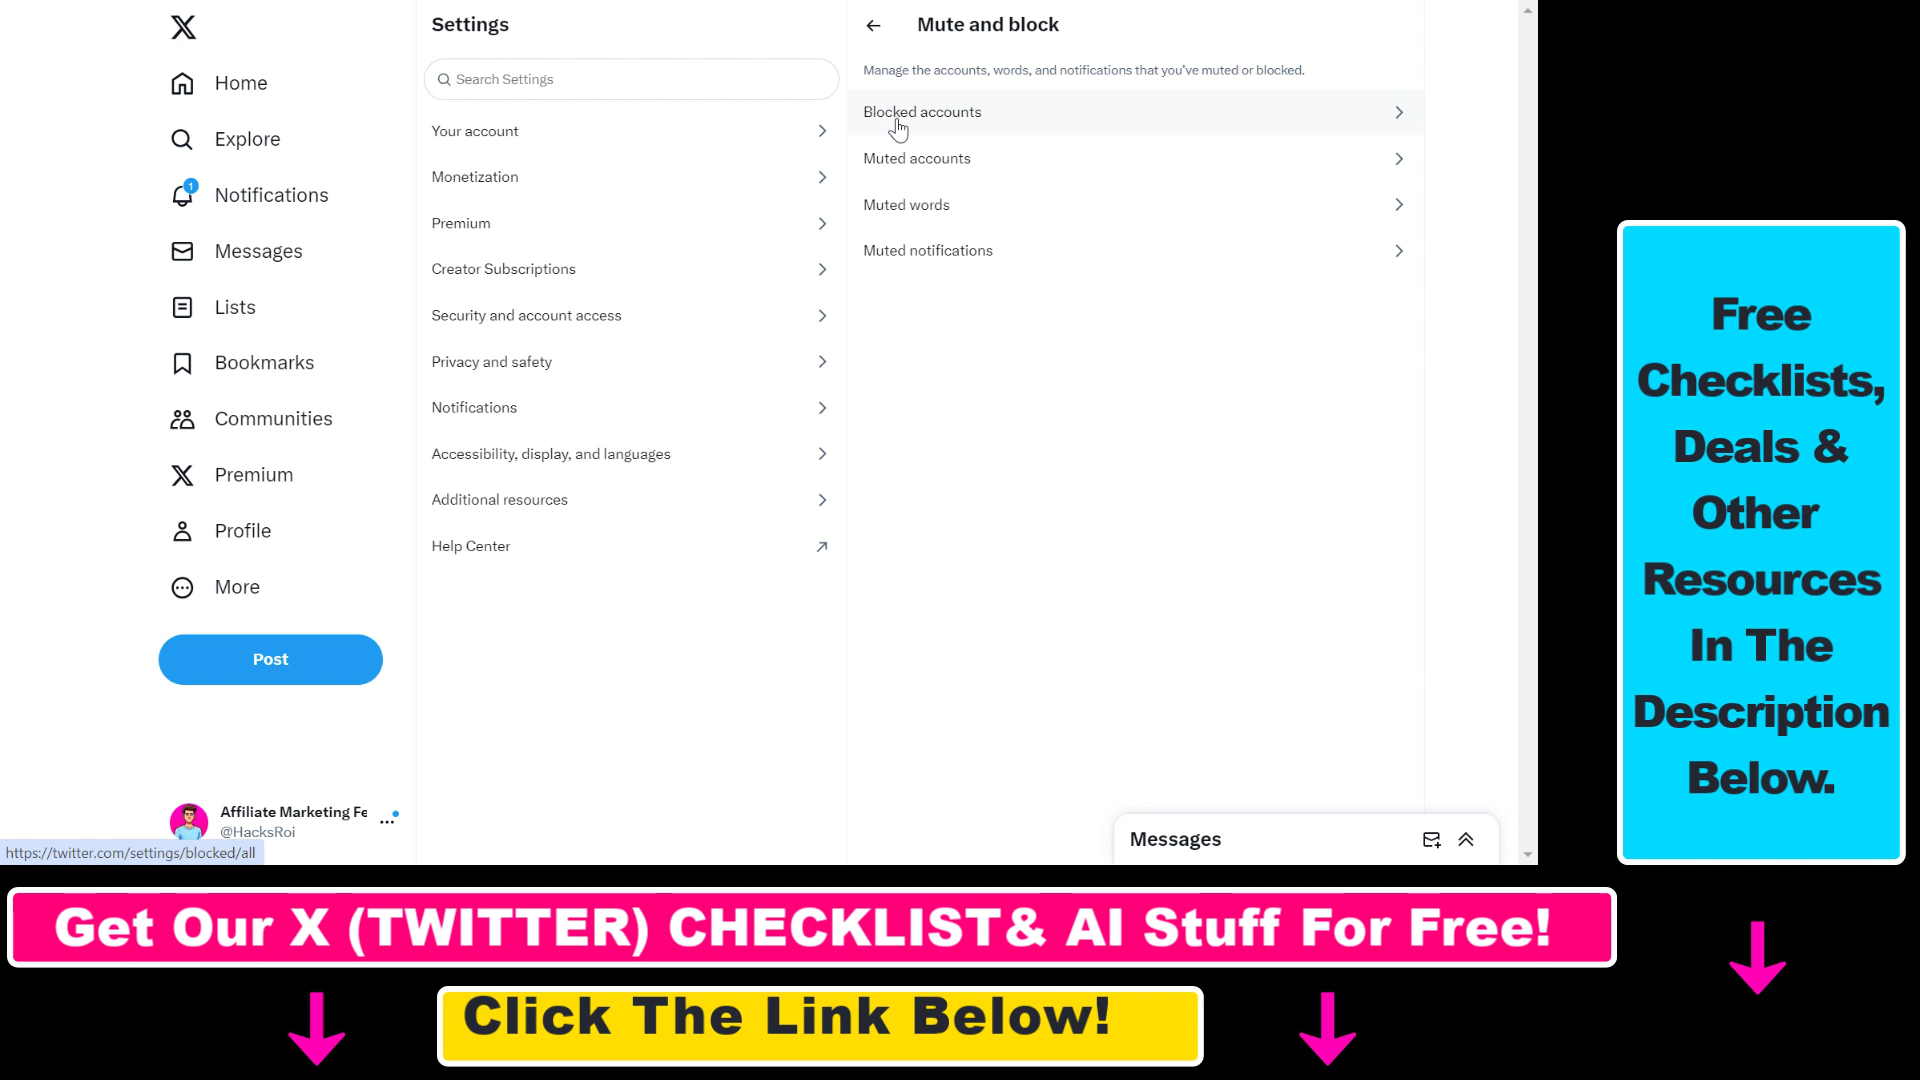 Home
Explore
1
Notifications
Messages
Lists
Bookmarks
Communities
Premium
Profile
More
Post
Affiliate Marketing Fe
@HacksRoi
https://twitter.com/settings/blocked/all
Settings
Search Settings
Your account
Monetization
Premium
Creator Subscriptions
Security and account access
Privacy and safety
Notifications
Accessibility, display, and languages
Additional resources
Help Center
Mute and block
Manage the accounts, words, and notifications that you've muted or blocked.
Blocked accounts
Muted accounts
Muted words
Muted notifications
Messages
Free
Checklists,
Deals &
Other
Resources
In The
Description
Below.
Get Our X (TWITTER) CHECKLIST& AI Stuff For Free!
Click The Link Below!